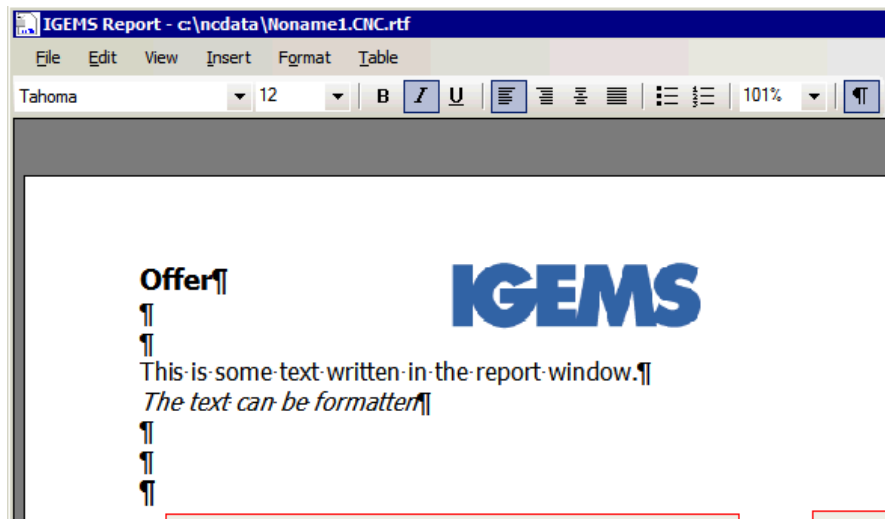 IGEMS Report - c:\ncdata\Noname1.CNC.rtf
File Edit View Insert Format Table
Tahoma 12 B I U 101% ¶
Offer¶
IGEMS
¶
¶
This·is·some·text·written·in·the·report·window.¶
The·text·can·be·formatten¶
¶
¶
¶